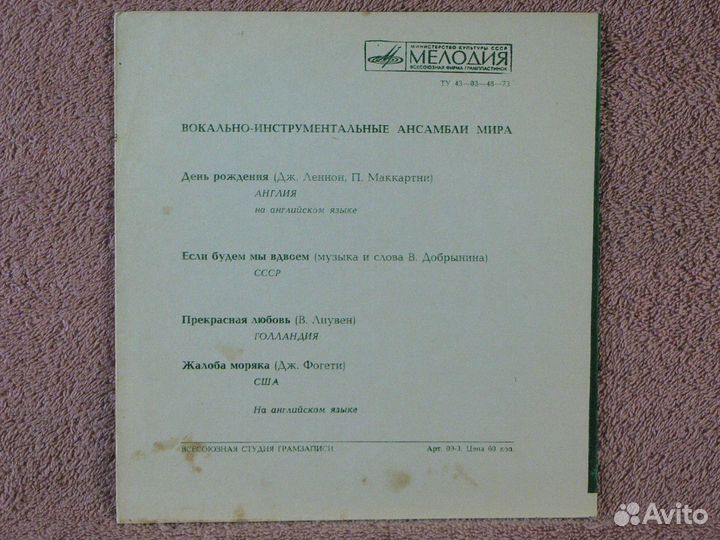 МИНИСТЕРСТВО КУЛЬТУРЫ СССР
МЕЛОДИЯ
ВСЕСОЮЗНАЯ ФИРМА ГРАМПЛАСТИНОК
ТУ 43—03—48—73
ВОКАЛЬНО-ИНСТРУМЕНТАЛЬНЫЕ АНСАМБЛИ МИРА
День рождения (Дж. Леннон, П. Маккартни)
АНГЛИЯ
на английском языке
Если будем мы вдвоем (музыка и слова В. Добрынина)
СССР
Прекрасная любовь (В. Лиувен)
ГОЛЛАНДИЯ
Жалоба моряка (Дж. Фогети)
США
На английском языке
ВСЕСОЮЗНАЯ СТУДИЯ ГРАМЗАПИСИ Арт. 09-3. Цена 60 коп.
Avito